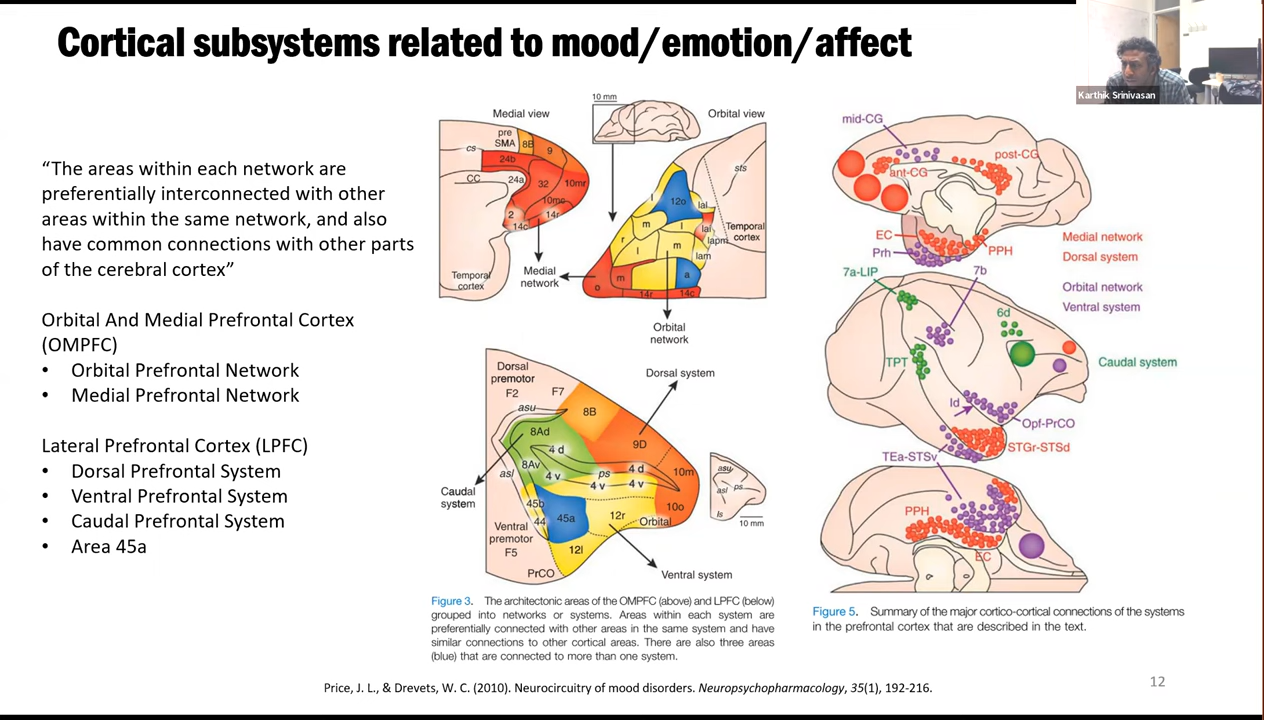 Cortical subsystems related to mood/emotion/affect
Karthik Srinivasan
“The areas within each network are
preferentially interconnected with other
areas within the same network, and also
have common connections with other parts
of the cerebral cortex”
Orbital And Medial Prefrontal Cortex
(OMPFC)
• Orbital Prefrontal Network
• Medial Prefrontal Network
Lateral Prefrontal Cortex (LPFC)
• Dorsal Prefrontal System
• Ventral Prefrontal System
• Caudal Prefrontal System
• Area 45a
10 mm
Medial view
Orbital view
pre
SMA
8B
9
cs
24b
CC
24a
32
10mr
10mc
2
14r
14c
Temporal
cortex
Medial
network
sts
12o
l
Ial
m
l
Iai
r
Iapm
l
m
Iam
Temporal
cortex
m
a
o
14r
14c
Orbital
network
Dorsal
premotor
F2
F7
asu
8B
Dorsal system
8Ad
9D
4 d
8Av
asl
4 v
ps
4 d
4 v
4 v
10m
Caudal
system
45b
44
45a
12r
10o
Orbital
Ventral
premotor
F5
12l
PrCO
Ventral system
asu
asl
ps
ls
10 mm
Figure 3. The architectonic areas of the OMPFC (above) and LPFC (below)
grouped into networks or systems. Areas within each system are
preferentially connected with other areas in the same system and have
similar connections to other cortical areas. There are also three areas
(blue) that are connected to more than one system.
mid-CG
post-CG
ant-CG
EC
PPH
Prh
Medial network
Dorsal system
7a-LIP
7b
Orbital network
Ventral system
6d
TPT
Caudal system
Id
Opf-PrCO
STGr-STSd
TEa-STSv
PPH
EC
Figure 5. Summary of the major cortico-cortical connections of the systems
in the prefrontal cortex that are described in the text.
Price, J. L., & Drevets, W. C. (2010). Neurocircuitry of mood disorders. Neuropsychopharmacology, 35(1), 192-216.
12